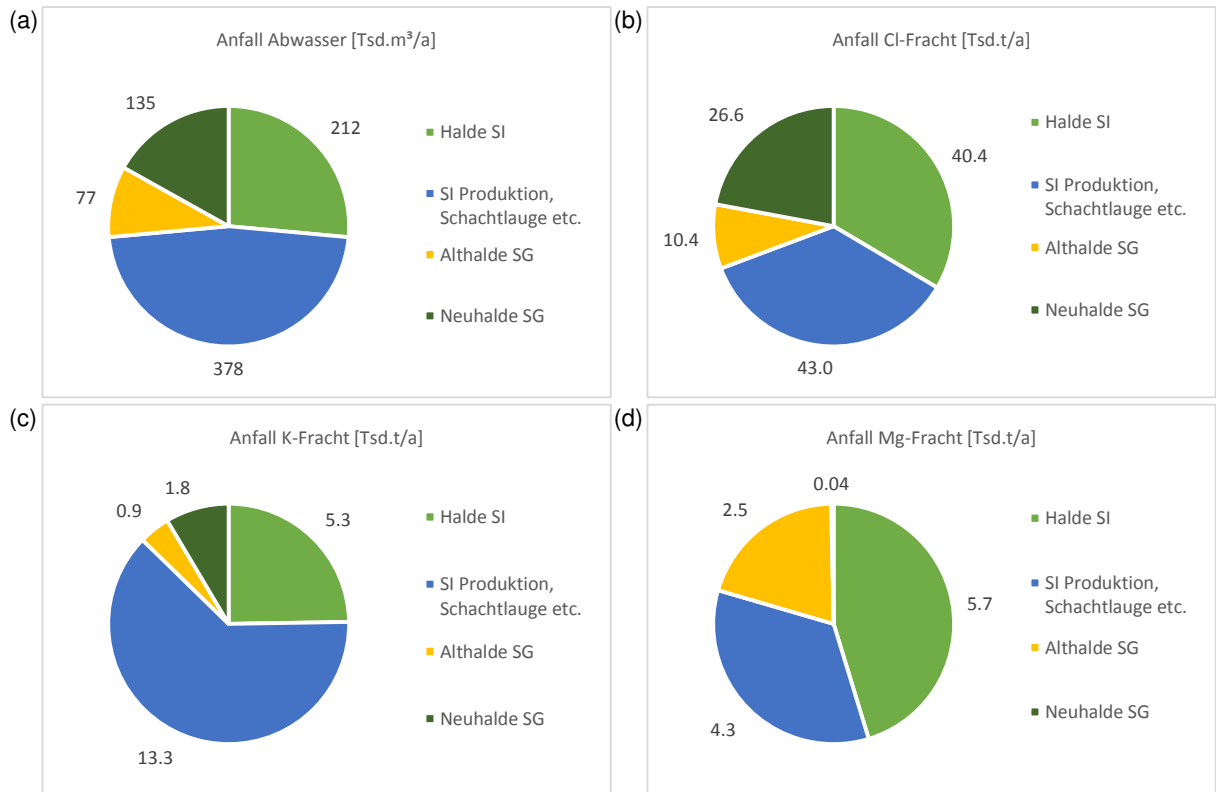 (a)
Anfall Abwasser [Tsd.m³/a]
135
212
77
378
Halde SI
SI Produktion,
Schachtlauge etc.
Althalde SG
Neuhalde SG
(b)
Anfall Cl-Fracht [Tsd.t/a]
26.6
40.4
10.4
43.0
Halde SI
SI Produktion,
Schachtlauge etc.
Althalde SG
Neuhalde SG
(c)
Anfall K-Fracht [Tsd.t/a]
1.8
0.9
5.3
13.3
Halde SI
SI Produktion,
Schachtlauge etc.
Althalde SG
Neuhalde SG
(d)
Anfall Mg-Fracht [Tsd.t/a]
0.04
2.5
5.7
4.3
Halde SI
SI Produktion,
Schachtlauge etc.
Althalde SG
Neuhalde SG